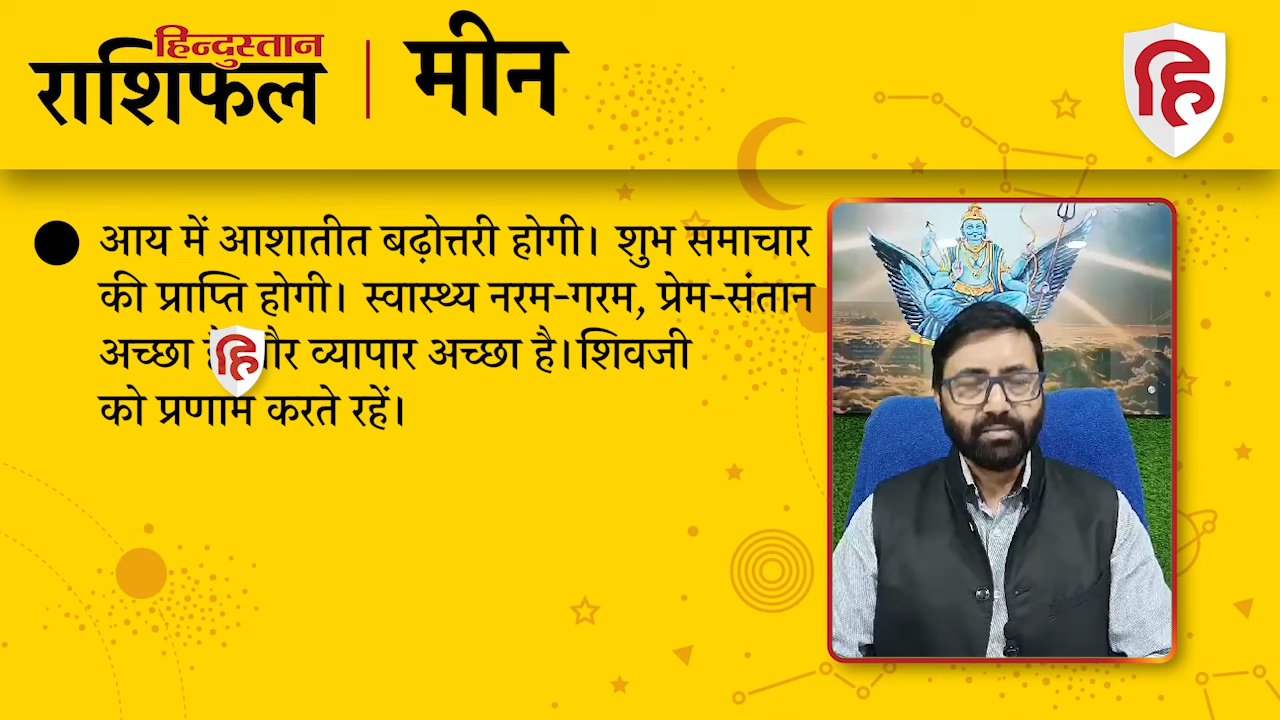 हिन्दुस्तान
राशिफल
मीन
हि
आय में आशातीत बढ़ोत्तरी होगी। शुभ समाचार
की प्राप्ति होगी। स्वास्थ्य नरम-गरम, प्रेम-संतान
अच्छा व्यापार अच्छा है। शिवजी
को प्रणाम करते रहें।
हि